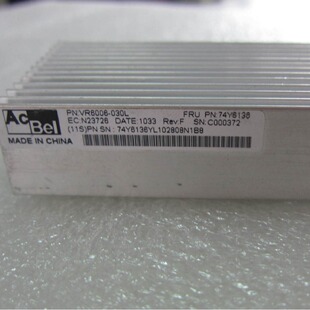 AcBel
PN:VR6006-030L FRU PN:74Y6136
EC:N23726 DATE:1033 Rev:F SN:C000372
(11S)PN SN: 74Y6136YL102808N1B8
MADE IN CHINA